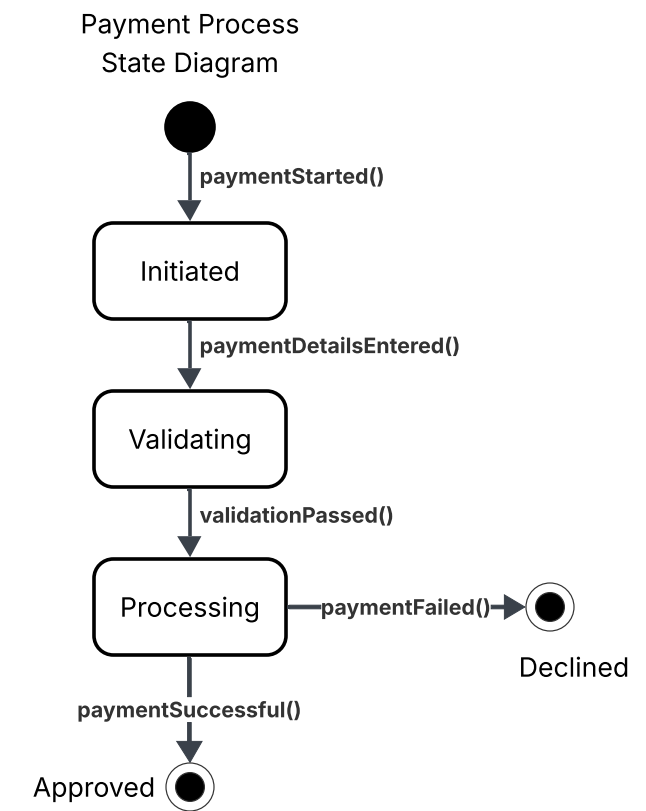 Payment Process
State Diagram
paymentStarted()
Initiated
paymentDetailsEntered()
Validating
validationPassed()
Processing
paymentFailed()
Declined
paymentSuccessful()
Approved